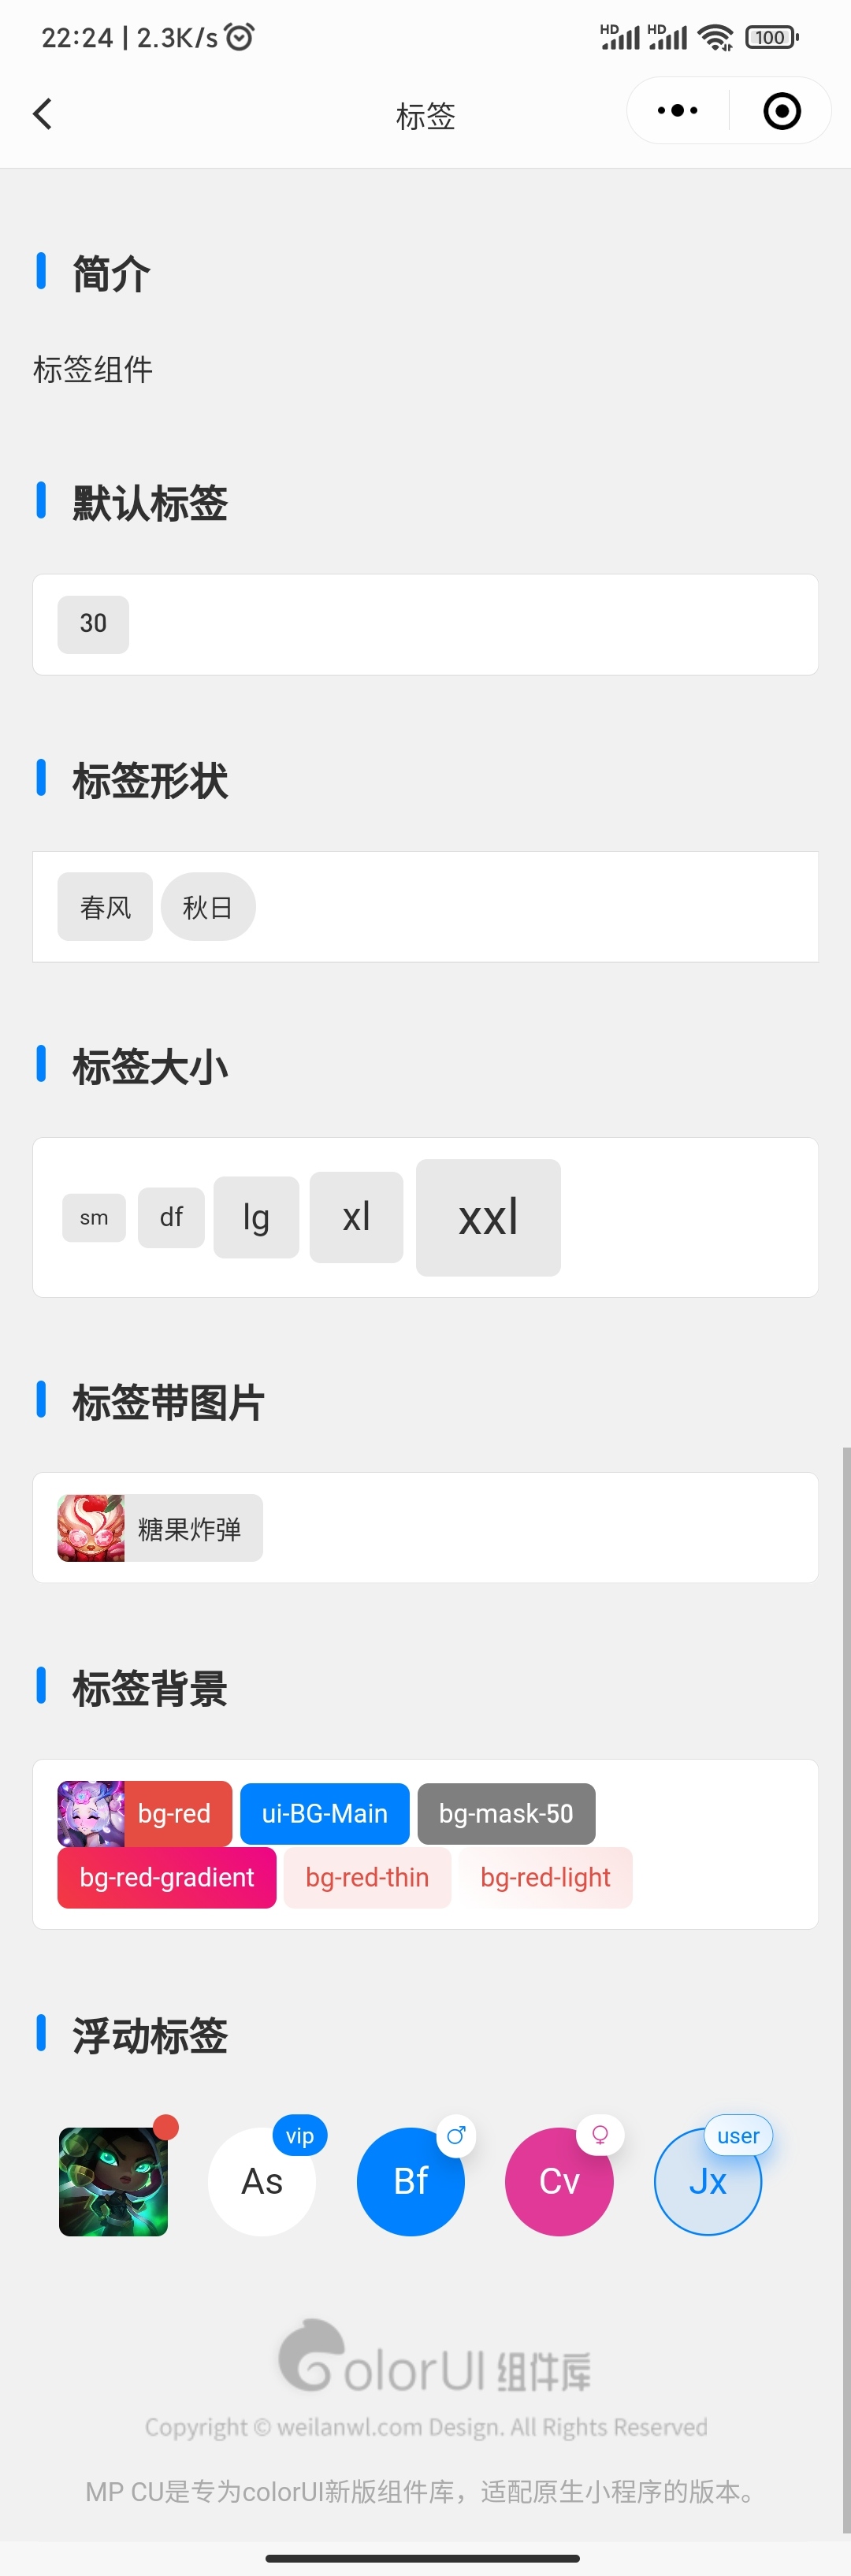 22:24 | 2.3K/s HD HD 100
标签
简介
标签组件
默认标签
30
标签形状
春风 秋日
标签大小
sm df lg xl xxl
标签带图片
糖果炸弹
标签背景
bg-red ui-BG-Main bg-mask-50
bg-red-gradient bg-red-thin bg-red-light
浮动标签
vip ♂ ♀ user
As Bf Cv Jx
ColorUI 组件库
Copyright © weilanwl.com Design. All Rights Reserved
MP CU是专为colorUI新版组件库，适配原生小程序的版本。